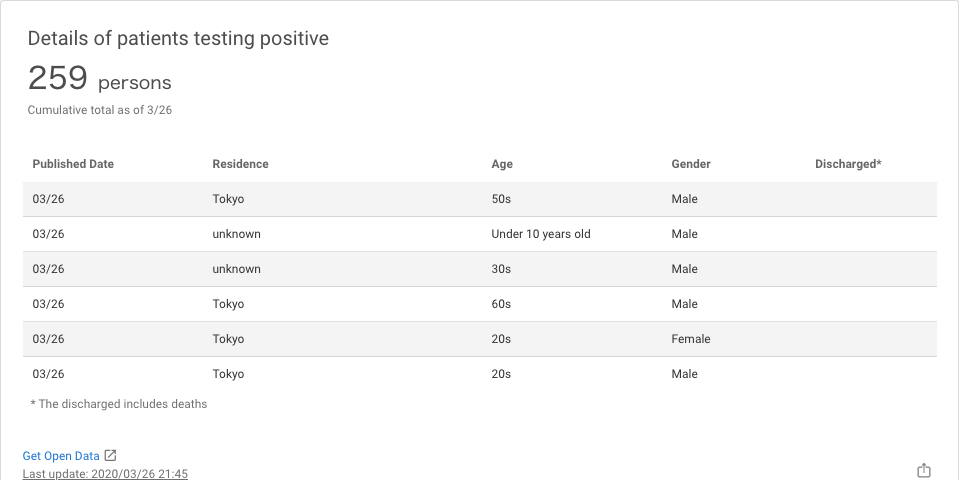 Details of patients testing positive
259 persons
Cumulative total as of 3/26
Published Date Residence Age Gender Discharged*
03/26 Tokyo 50s Male
03/26 unknown Under 10 years old Male
03/26 unknown 30s Male
03/26 Tokyo 60s Male
03/26 Tokyo 20s Female
03/26 Tokyo 20s Male
* The discharged includes deaths
Get Open Data
Last update: 2020/03/26 21:45